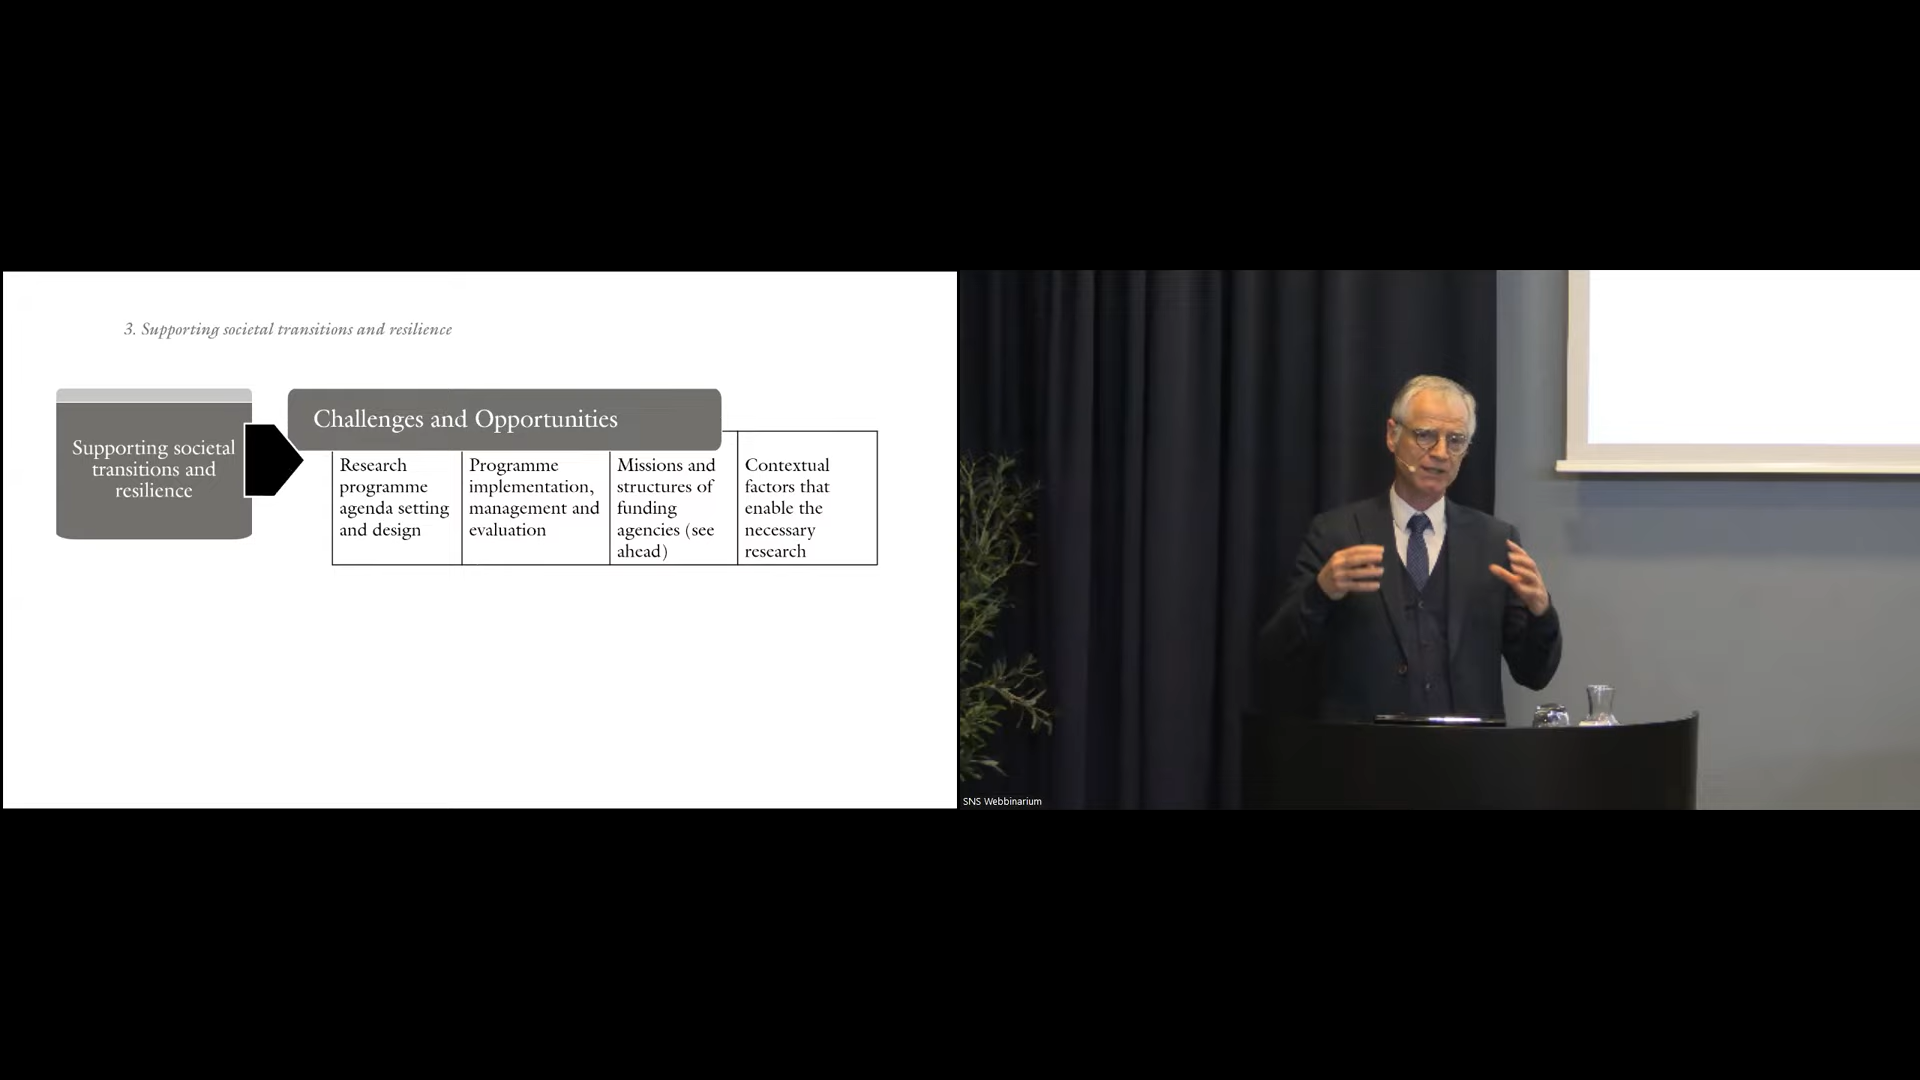 3. Supporting societal transitions and resilience
Supporting societal
transitions and
resilience
Challenges and Opportunities
Research
programme
agenda setting
and design
Programme
implementation,
management and
evaluation
Missions and
structures of
funding
agencies (see
ahead)
Contextual
factors that
enable the
necessary
research
SNS Webbinarium